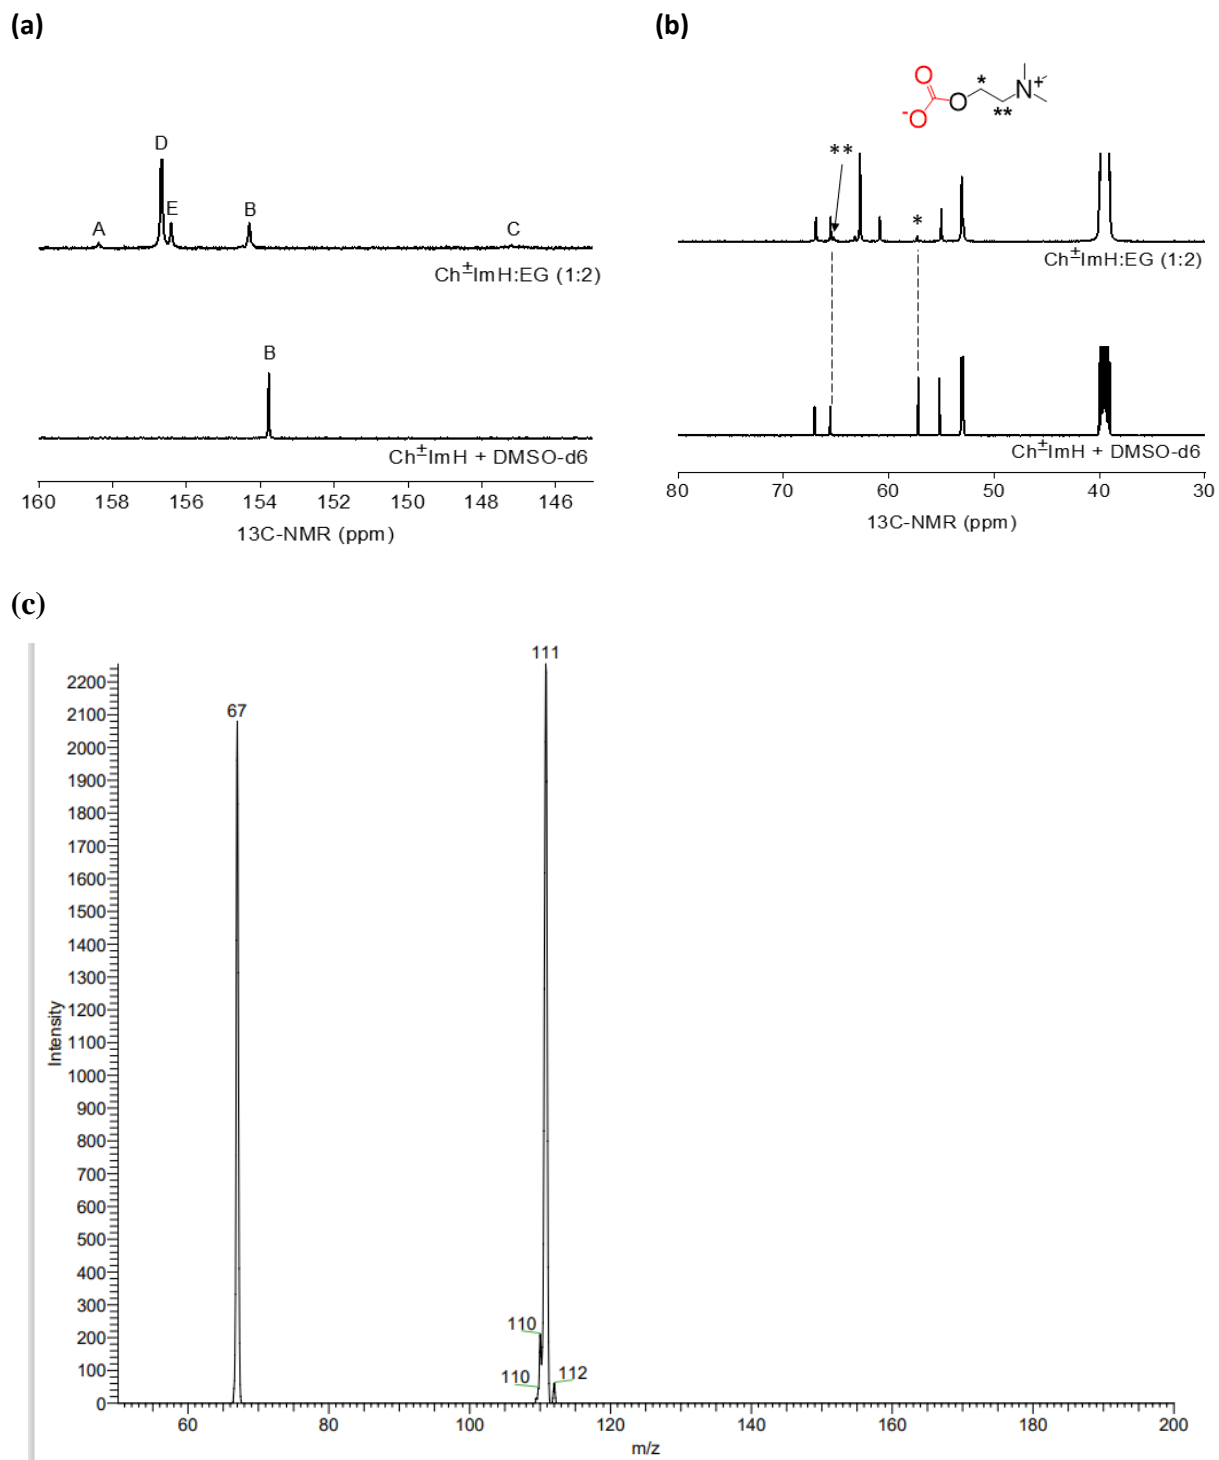 (a)
D
A
E
B
C
Ch±ImH:EG (1:2)
B
Ch±ImH + DMSO-d6
160 158 156 154 152 150 148 146
13C-NMR (ppm)
(b)
O
-O
O
*
**
N+
**
*
Ch±ImH:EG (1:2)
Ch±ImH + DMSO-d6
80 70 60 50 40 30
13C-NMR (ppm)
(c)
111
67
110
110
112
2200
2100
2000
1900
1800
1700
1600
1500
1400
1300
1200
1100
1000
900
800
700
600
500
400
300
200
100
0
Intensity
60 80 100 120 140 160 180 200
m/z